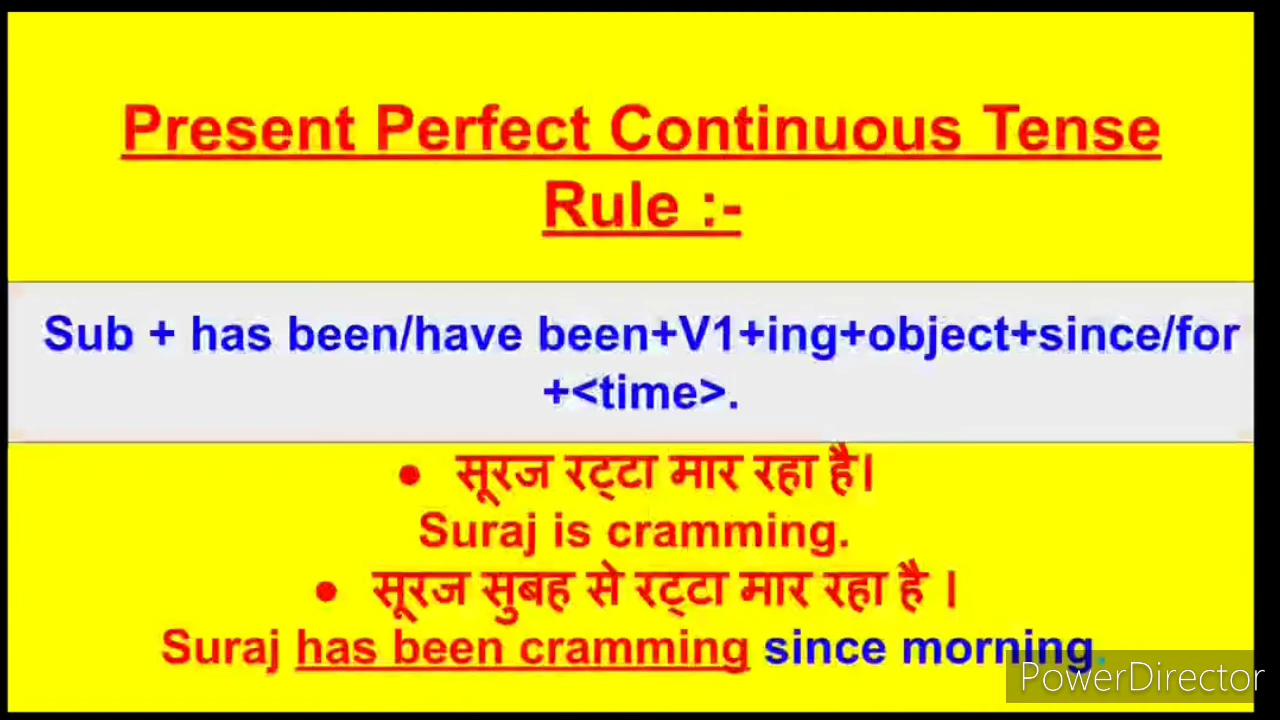 Present Perfect Continuous Tense
Rule :-
Sub + has been/have been+V1+ing+object+since/for
+<time>.
● सूरज रट्टा मार रहा है।
Suraj is cramming.
● सूरज सुबह से रट्टा मार रहा है ।
Suraj has been cramming since morning.
PowerDirector